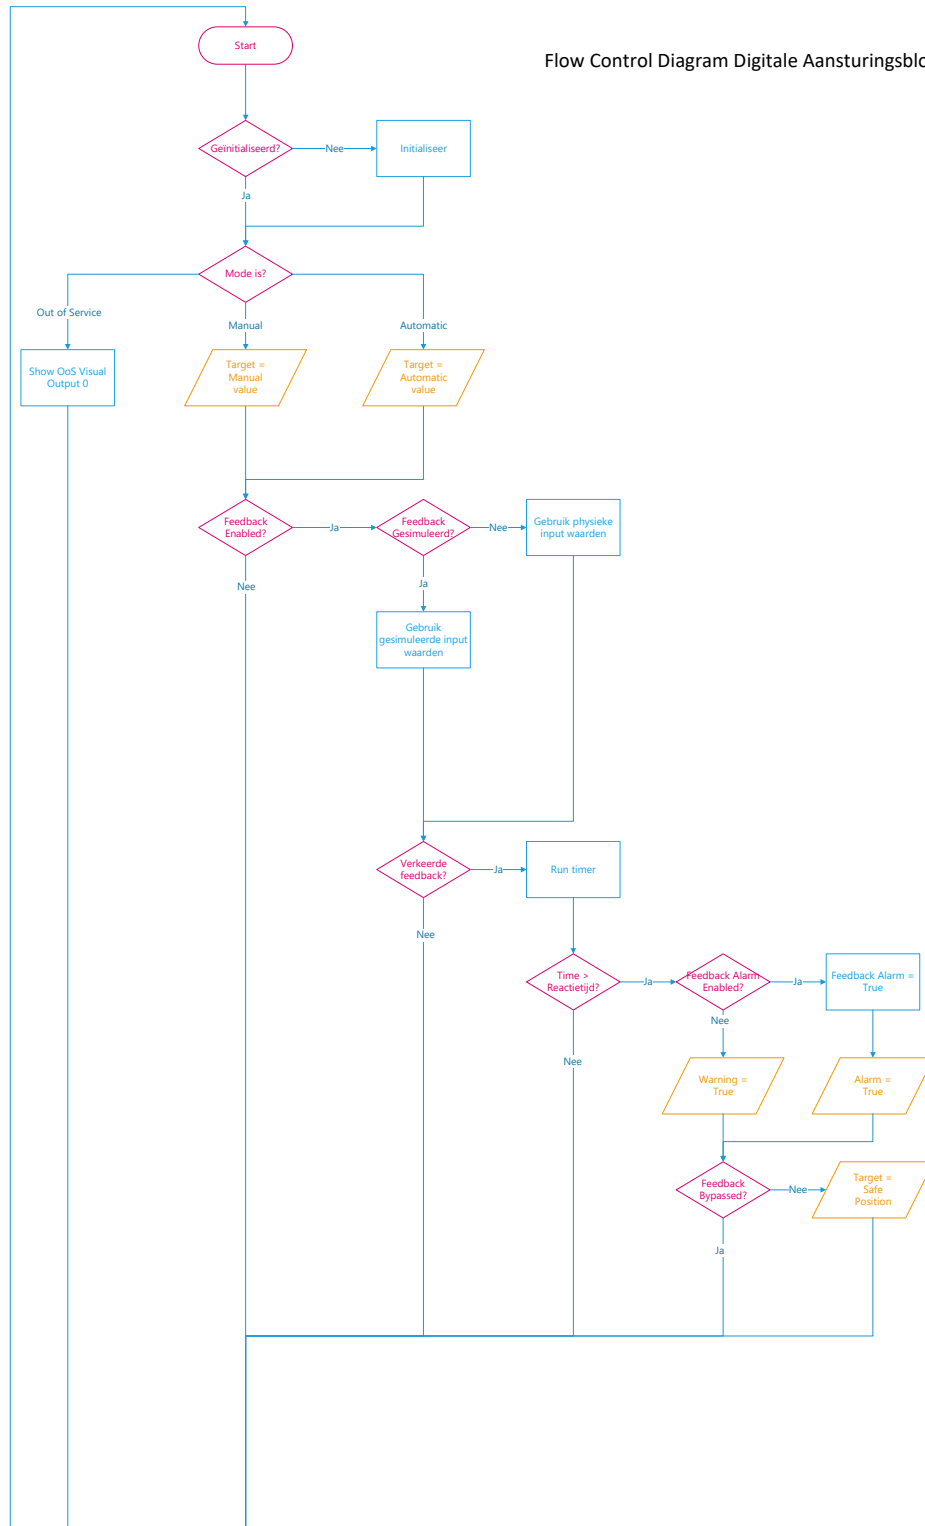 Start
Flow Control Diagram Digitale Aansturingsblo
Geïnitialiseerd?
Nee
Initialiseer
Ja
Mode is?
Out of Service
Manual
Automatic
Show OoS Visual
Output 0
Target =
Manual
value
Target =
Automatic
value
Feedback
Enabled?
Ja
Feedback
Gesimuleerd?
Nee
Gebruik physieke
input waarden
Nee
Ja
Gebruik
gesimuleerde input
waarden
Verkeerde
feedback?
Ja
Run timer
Nee
Time >
Reactietijd?
Ja
Feedback Alarm
Enabled?
Ja
Feedback Alarm =
True
Nee
Nee
Warning =
True
Alarm =
True
Feedback
Bypassed?
Nee
Target =
Safe
Position
Ja